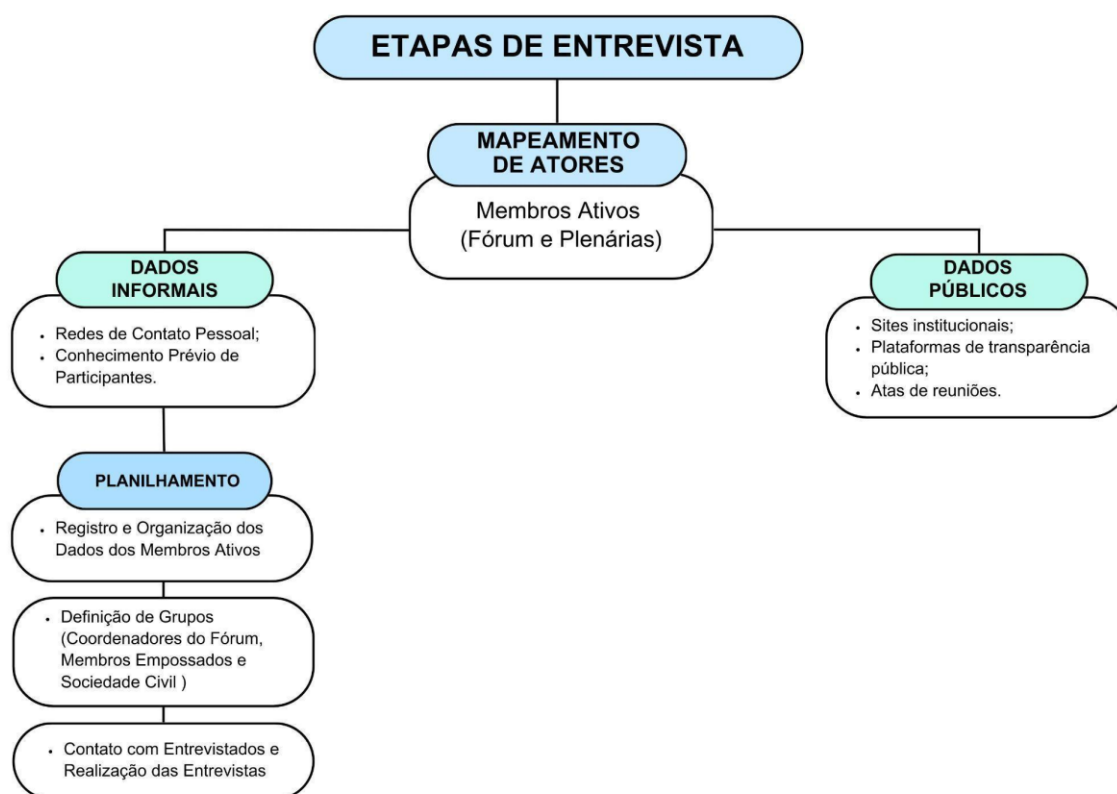 ETAPAS DE ENTREVISTA
MAPEAMENTO
DE ATORES
Membros Ativos
(Fórum e Plenárias)
DADOS
INFORMAIS
• Redes de Contato Pessoal;
• Conhecimento Prévio de
Participantes.
DADOS
PÚBLICOS
• Sites institucionais;
• Plataformas de transparência
pública;
• Atas de reuniões.
PLANILHAMENTO
• Registro e Organização dos
Dados dos Membros Ativos
• Definição de Grupos
(Coordenadores do Fórum,
Membros Empossados e
Sociedade Civil )
• Contato com Entrevistados e
Realização das Entrevistas